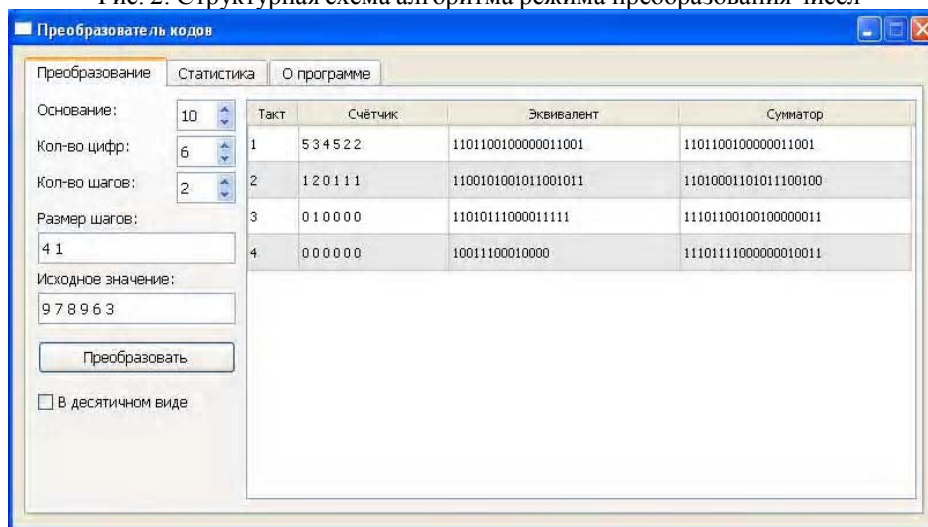 Рис. 2. Структурная схема алгоритма режима преобразования чисел
Преобразователь кодов
Преобразование Статистика О программе
Основание: 10
Кол-во цифр: 6
Кол-во шагов: 2
Размер шагов:
4 1
Исходное значение:
9 7 8 9 6 3
Преобразовать
В десятичном виде
Такт Счётчик Эквивалент Сумматор
1 5 3 4 5 2 2 1101100100000011001 1101100100000011001
2 1 2 0 1 1 1 1100101001011001011 11010001101011100100
3 0 1 0 0 0 0 11010111000011111 11101100100100000011
4 0 0 0 0 0 0 10011100010000 11101111000000010011